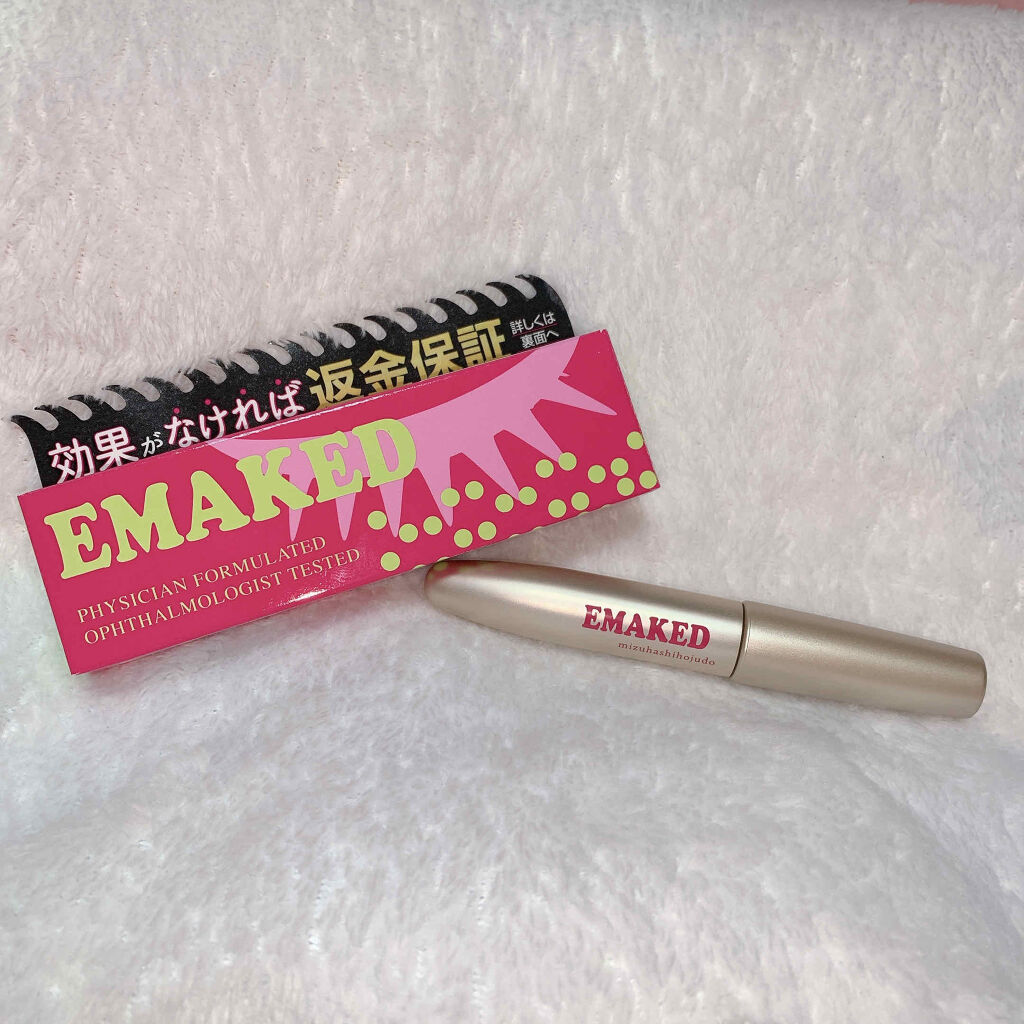 効果がなければ返金保証
詳しくは
裏面へ
EMAKED
PHYSICIAN FORMULATED
OPHTHALMOLOGIST TESTED
EMAKED
mizuhashihojudo